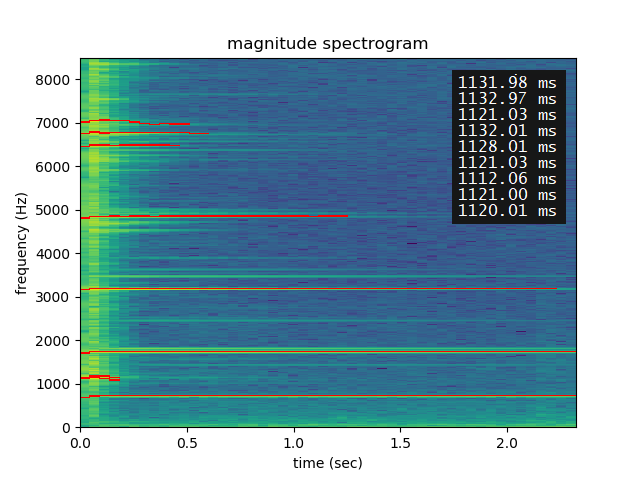 magnitude spectrogram
8000
7000
6000
5000
4000
3000
2000
1000
0
frequency (Hz)
0.0
0.5
1.0
1.5
2.0
time (sec)
1131.98 ms
1132.97 ms
1121.03 ms
1132.01 ms
1128.01 ms
1121.03 ms
1112.06 ms
1121.00 ms
1120.01 ms